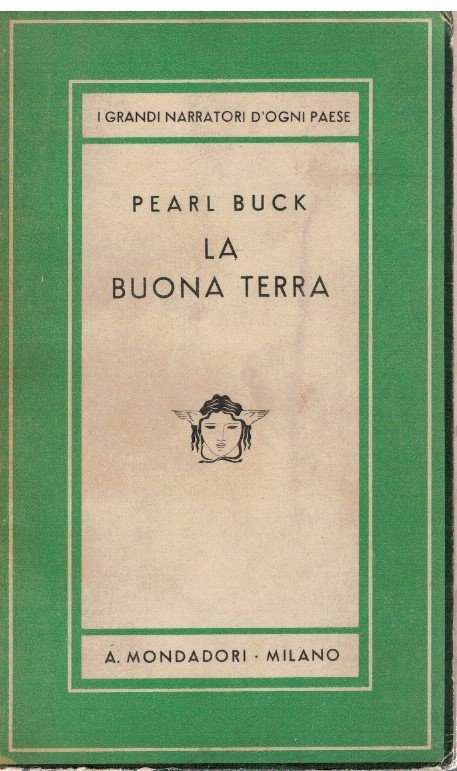 I GRANDI NARRATORI D'OGNI PAESE
PEARL BUCK
LA
BUONA TERRA
A. MONDADORI · MILANO